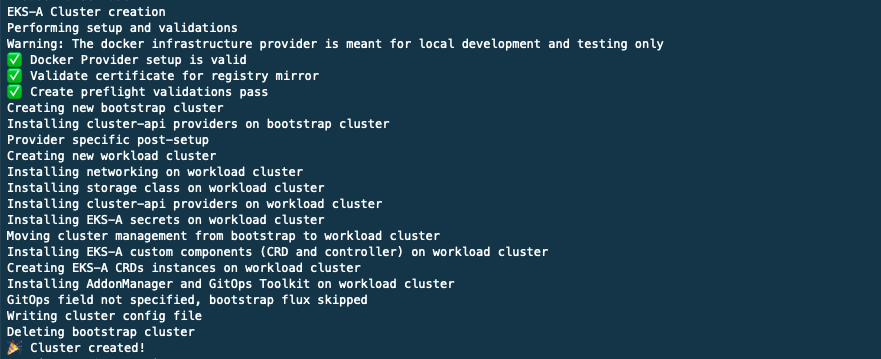 EKS-A Cluster creation
Performing setup and validations
Warning: The docker infrastructure provider is meant for local development and testing only
✅ Docker Provider setup is valid
✅ Validate certificate for registry mirror
✅ Create preflight validations pass
Creating new bootstrap cluster
Installing cluster-api providers on bootstrap cluster
Provider specific post-setup
Creating new workload cluster
Installing networking on workload cluster
Installing storage class on workload cluster
Installing cluster-api providers on workload cluster
Installing EKS-A secrets on workload cluster
Moving cluster management from bootstrap to workload cluster
Installing EKS-A custom components (CRD and controller) on workload cluster
Creating EKS-A CRDs instances on workload cluster
Installing AddonManager and GitOps Toolkit on workload cluster
GitOps field not specified, bootstrap flux skipped
Writing cluster config file
Deleting bootstrap cluster
🎉 Cluster created!